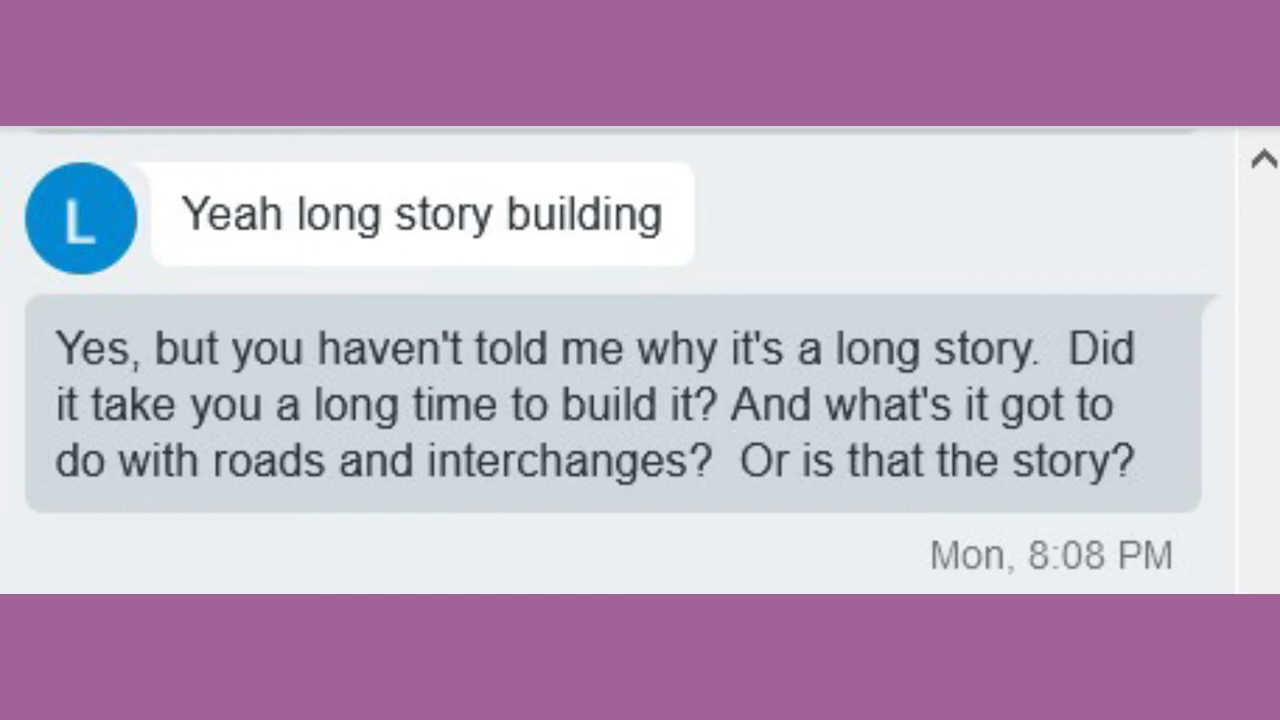 L
Yeah long story building
Yes, but you haven't told me why it's a long story.  Did
it take you a long time to build it? And what's it got to
do with roads and interchanges?  Or is that the story?
Mon, 8:08 PM